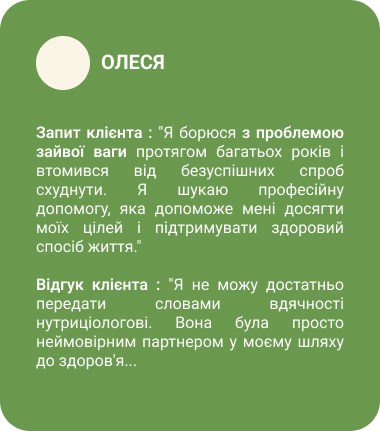 ОЛЕСЯ
Запит клієнта : "Я борюся з проблемою
зайвої ваги протягом багатьох років і
втомився від безуспішних спроб
схуднути. Я шукаю професійну
допомогу, яка допоможе мені досягти
моїх цілей і підтримувати здоровий
спосіб життя."
Відгук клієнта : "Я не можу достатньо
передати словами вдячності
нутриціологові. Вона була просто
неймовірним партнером у моєму шляху
до здоров'я...